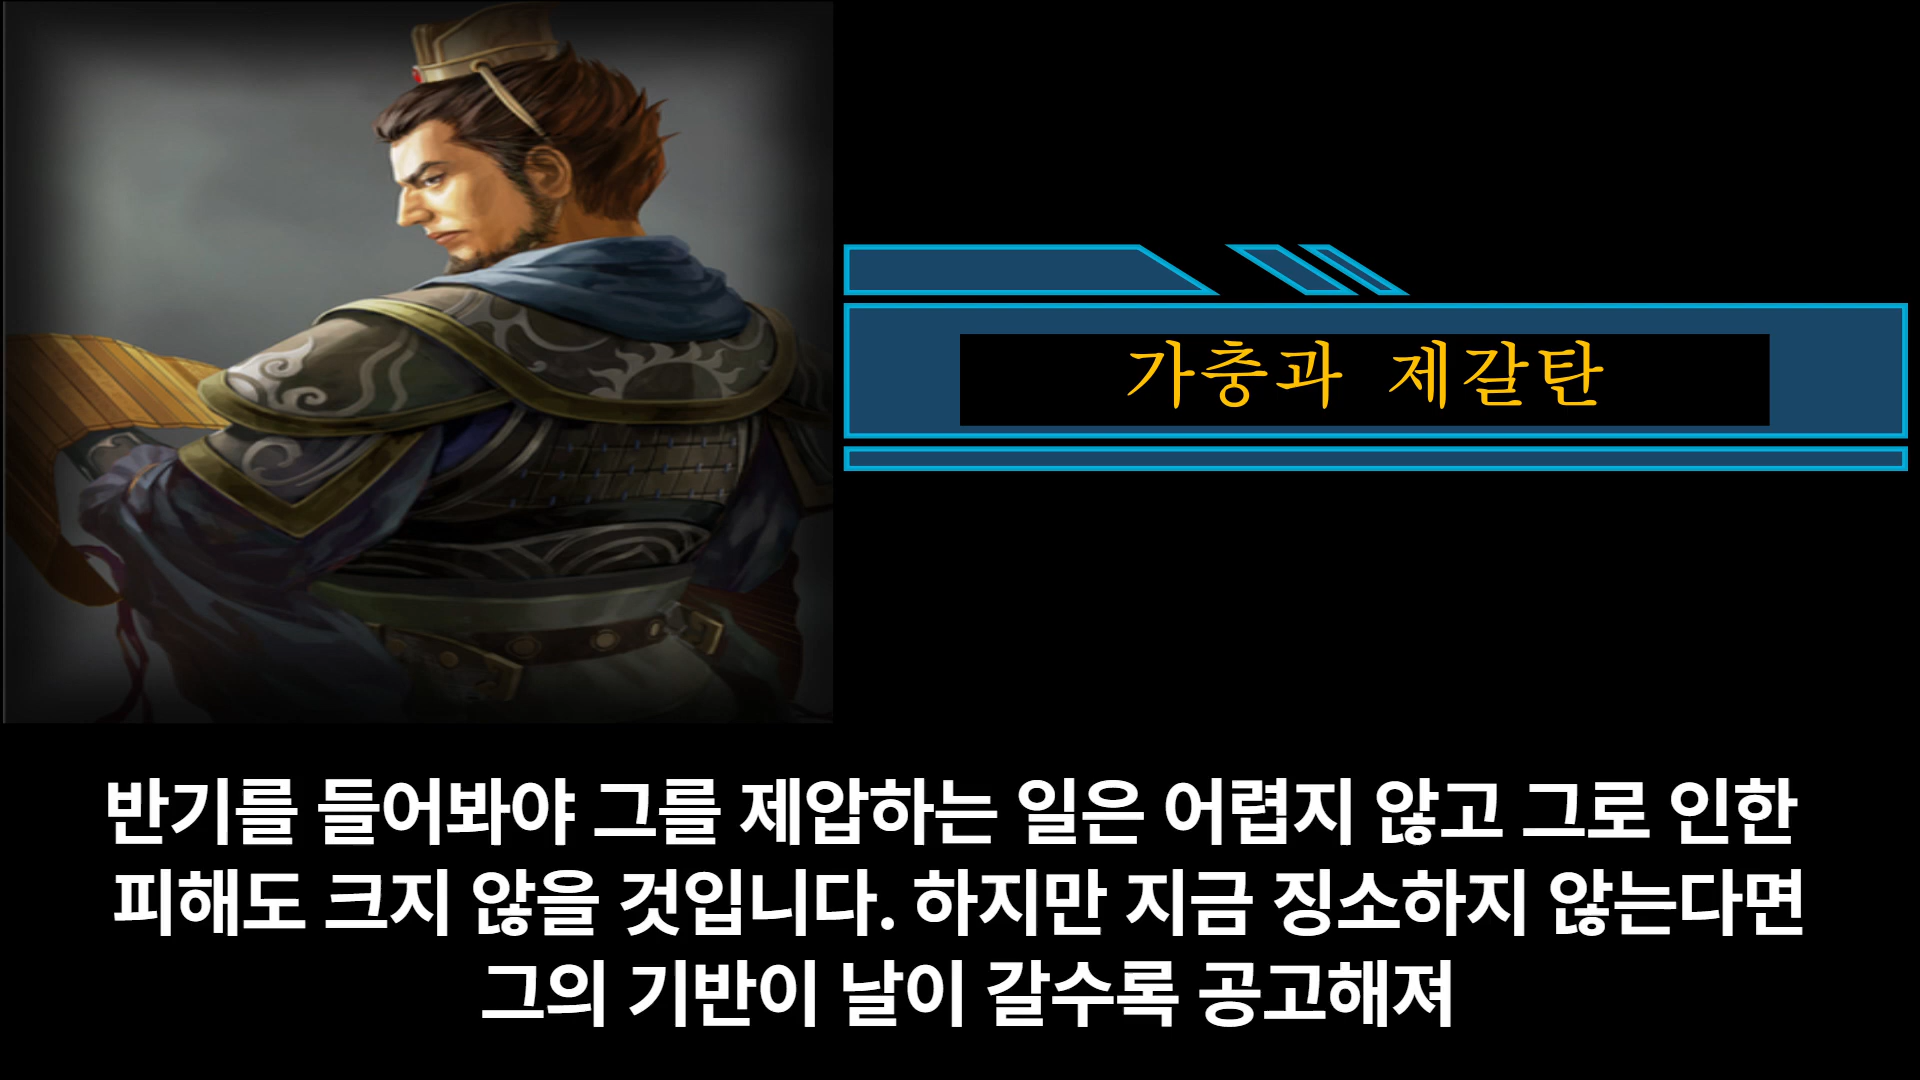 가충과 제갈탄
반기를 들어봐야 그를 제압하는 일은 어렵지 않고 그로 인한
피해도 크지 않을 것입니다. 하지만 지금 징소하지 않는다면
그의 기반이 날이 갈수록 공고해져